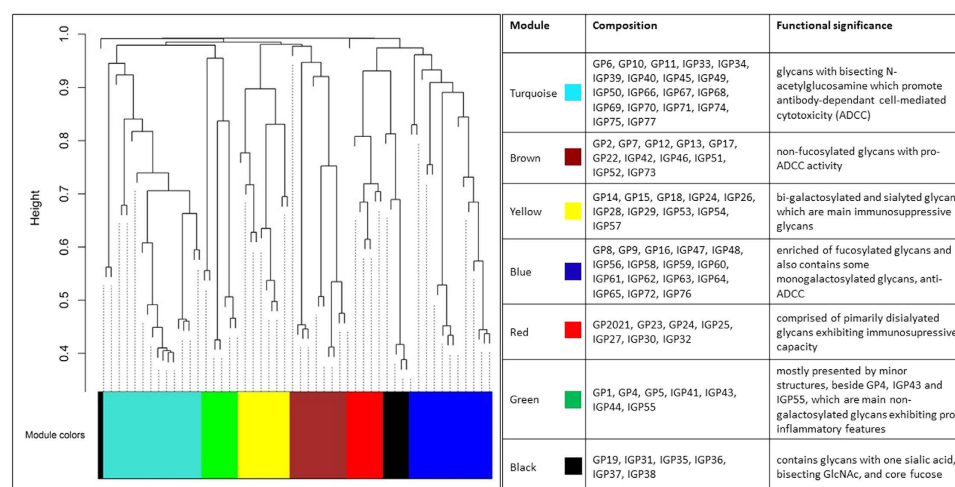 1.0
0.9
0.8
0.7
0.6
0.5
0.4
Height
Module colors
Module Composition Functional significance
Turquoise
GP6, GP10, GP11, IGP33, IGP34,
IGP39, IGP40, IGP45, IGP49,
IGP50, IGP66, IGP67, IGP68,
IGP69, IGP70, IGP71, IGP74,
IGP75, IGP77
glycans with bisecting N-
acetylglucosamine which promote
antibody-dependant cell-mediated
cytotoxicity (ADCC)
Brown
GP2, GP7, GP12, GP13, GP17,
GP22, IGP42, IGP46, IGP51,
IGP52, IGP73
non-fucosylated glycans with pro-
ADCC activity
Yellow
GP14, GP15, GP18, IGP24, IGP26,
IGP28, IGP29, IGP53, IGP54,
IGP57
bi-galactosylated and sialyted glycan
which are main immunosuppressive
glycans
Blue
GP8, GP9, GP16, IGP47, IGP48,
IGP56, IGP58, IGP59, IGP60,
IGP61, IGP62, IGP63, IGP64,
IGP65, IGP72, IGP76
enriched of fucosylated glycans and
also contains some
monogalactosylated glycans, anti-
ADCC
Red
GP2021, GP23, GP24, IGP25,
IGP27, IGP30, IGP32
comprised of pimarily disialyated
glycans exhibiting immunosupressive
capacity
Green
GP1, GP4, GP5, IGP41, IGP43,
IGP44, IGP55
mostly presented by minor
structures, beside GP4, IGP43 and
IGP55, which are main non-
galactosylated glycans exhibiting pro
inflammatory features
Black
GP19, IGP31, IGP35, IGP36,
IGP37, IGP38
contains glycans with one sialic acid,
bisecting GlcNAc, and core fucose